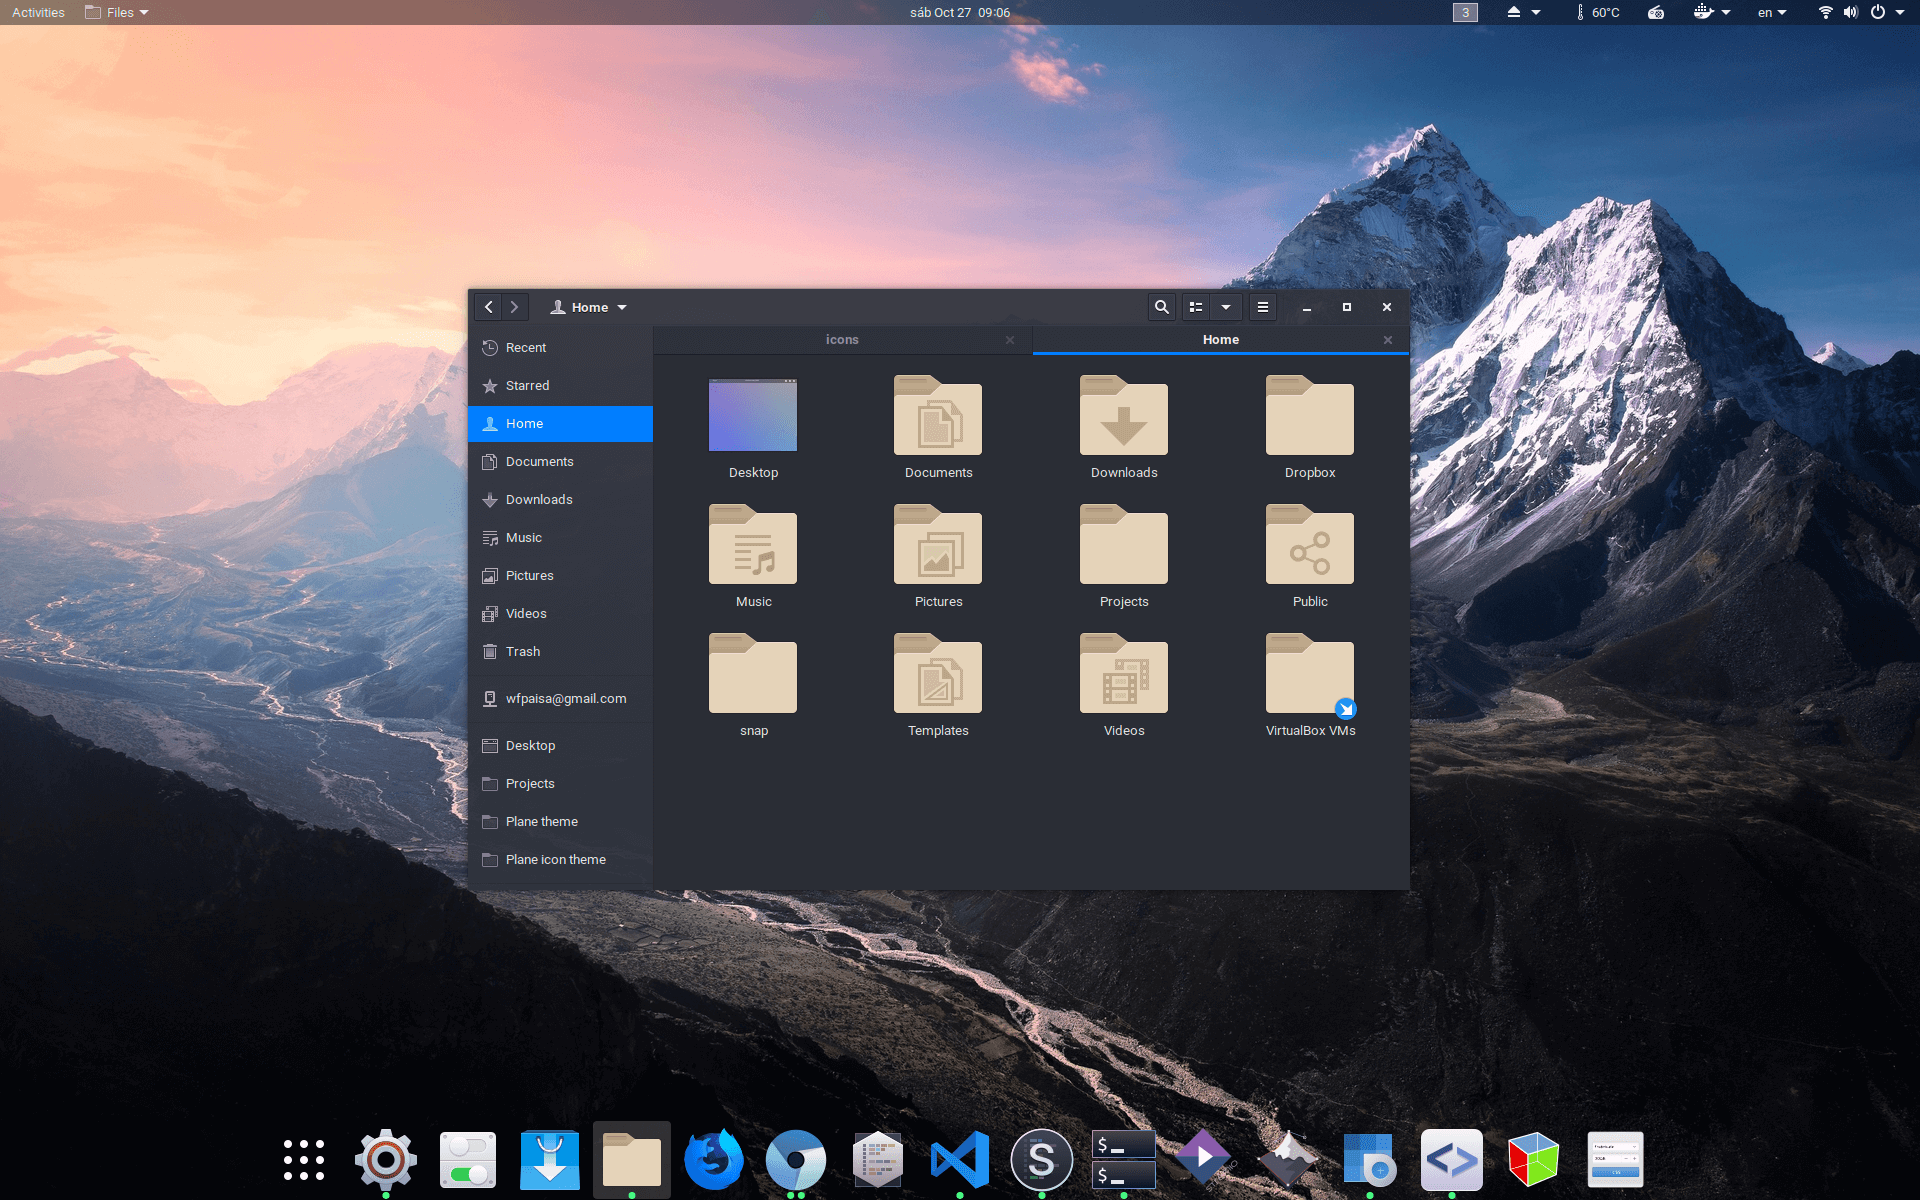 Activities Files sáb Oct 27 09:06 3 60°C en
Home
Recent
Starred
Home
Documents
Downloads
Music
Pictures
Videos
Trash
wfpaisa@gmail.com
Desktop
Projects
Plane theme
Plane icon theme
icons Home
Desktop Documents Downloads Dropbox
Music Pictures Projects Public
snap Templates Videos VirtualBox VMs
S
$ _
$ _